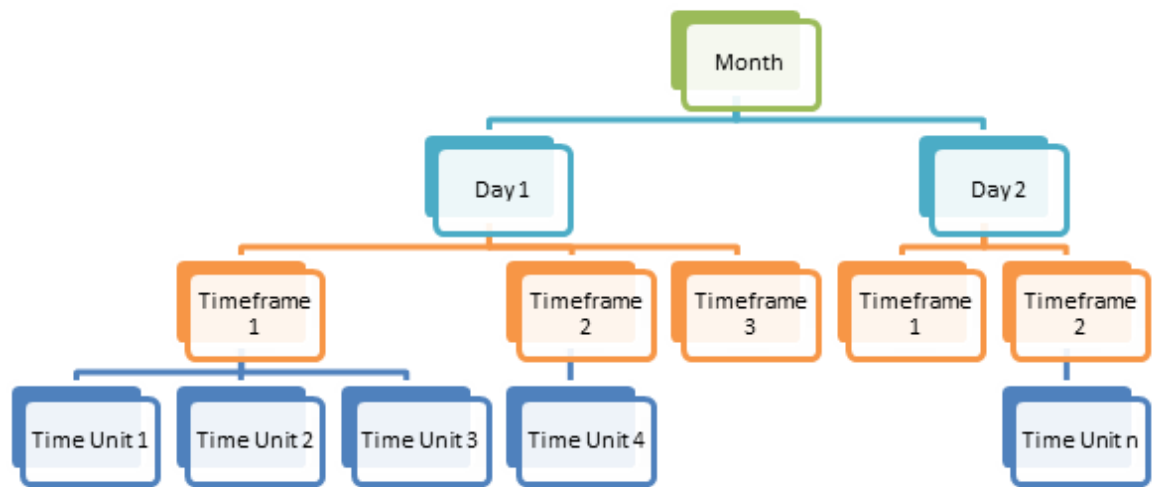 Month
Day 1
Day 2
Timeframe
1
Timeframe
2
Timeframe
3
Timeframe
1
Timeframe
2
Time Unit 1
Time Unit 2
Time Unit 3
Time Unit 4
Time Unit n